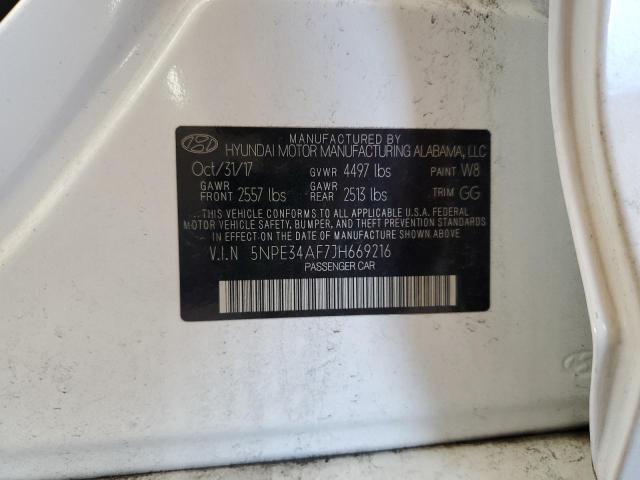 MANUFACTURED BY
HYUNDAI MOTOR MANUFACTURING ALABAMA, LLC
Oct/31/17 GVWR 4497 lbs PAINT W8
GAWR FRONT 2557 lbs GAWR REAR 2513 lbs TRIM GG
THIS VEHICLE CONFORMS TO ALL APPLICABLE U.S.A. FEDERAL
MOTOR VEHICLE SAFETY, BUMPER, AND THEFT PREVENTION STANDARDS
IN EFFECT ON THE DATE OF MANUFACTURE SHOWN ABOVE
V.I.N 5NPE34AF7JH669216
PASSENGER CAR